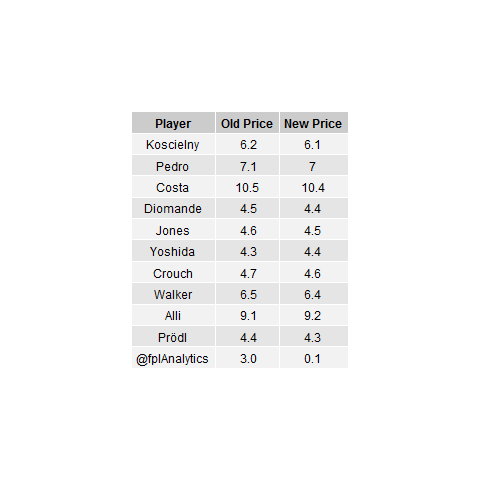 Player Old Price New Price
Koscielny 6.2 6.1
Pedro 7.1 7
Costa 10.5 10.4
Diomande 4.5 4.4
Jones 4.6 4.5
Yoshida 4.3 4.4
Crouch 4.7 4.6
Walker 6.5 6.4
Alli 9.1 9.2
Prödl 4.4 4.3
@fplAnalytics 3.0 0.1